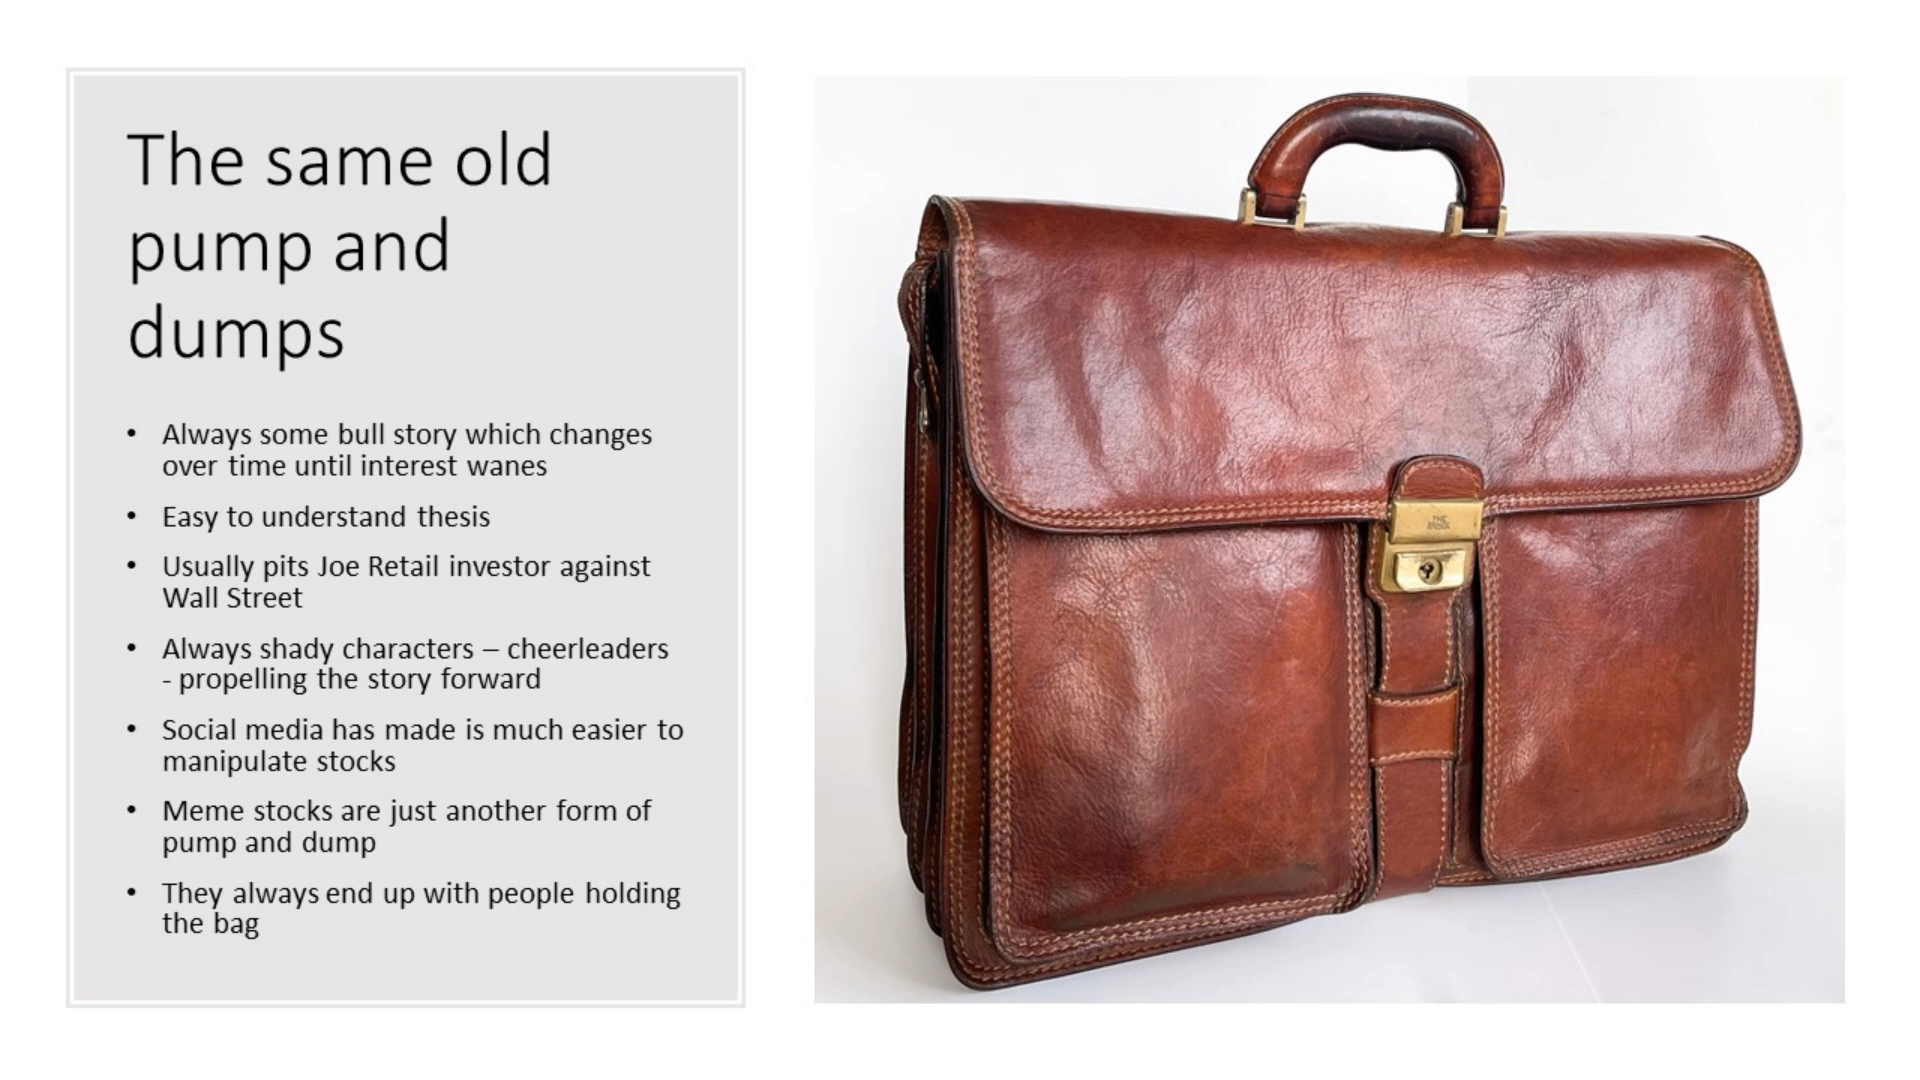 The same old
pump and
dumps
• Always some bull story which changes
over time until interest wanes
• Easy to understand thesis
• Usually pits Joe Retail investor against
Wall Street
• Always shady characters – cheerleaders
- propelling the story forward
• Social media has made is much easier to
manipulate stocks
• Meme stocks are just another form of
pump and dump
• They always end up with people holding
the bag
THE